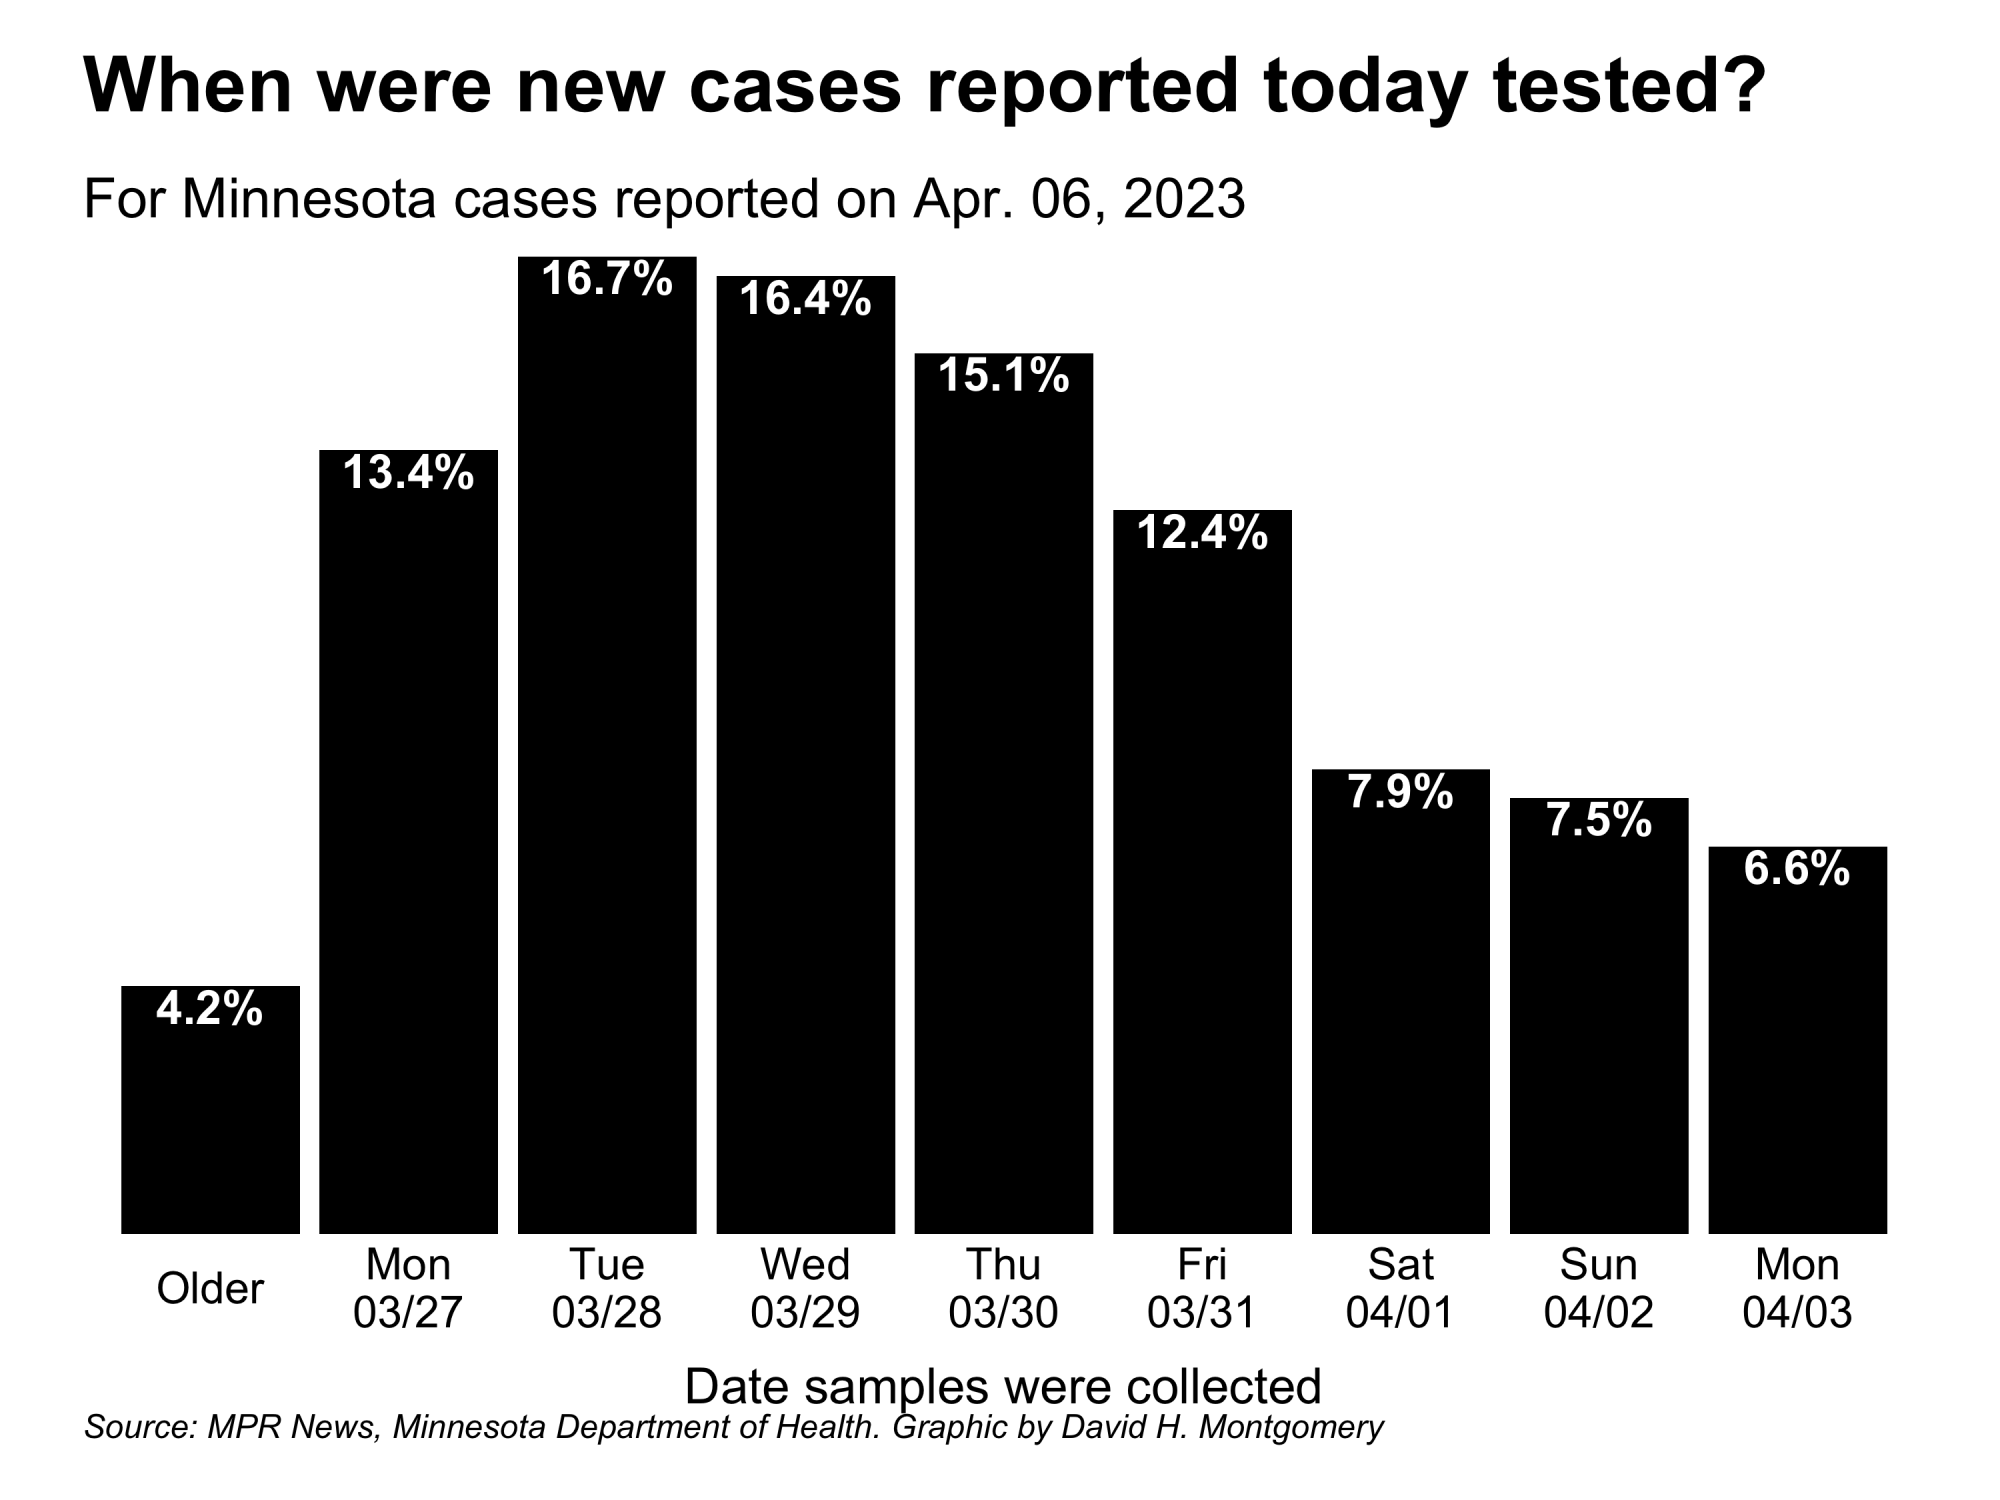 When were new cases reported today tested?
For Minnesota cases reported on Apr. 06, 2023
16.7%
16.4%
15.1%
13.4%
12.4%
7.9%
7.5%
6.6%
4.2%
Older
Mon 03/27
Tue 03/28
Wed 03/29
Thu 03/30
Fri 03/31
Sat 04/01
Sun 04/02
Mon 04/03
Date samples were collected
Source: MPR News, Minnesota Department of Health. Graphic by David H. Montgomery